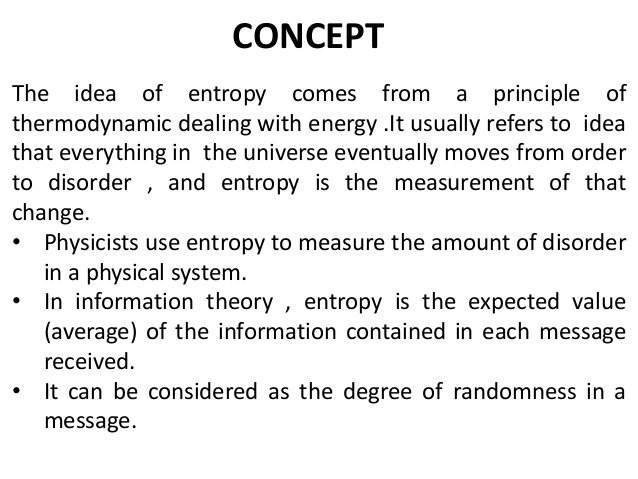 CONCEPT
The idea of entropy comes from a principle of
thermodynamic dealing with energy .It usually refers to idea
that everything in the universe eventually moves from order
to disorder , and entropy is the measurement of that
change.
• Physicists use entropy to measure the amount of disorder
in a physical system.
• In information theory , entropy is the expected value
(average) of the information contained in each message
received.
• It can be considered as the degree of randomness in a
message.